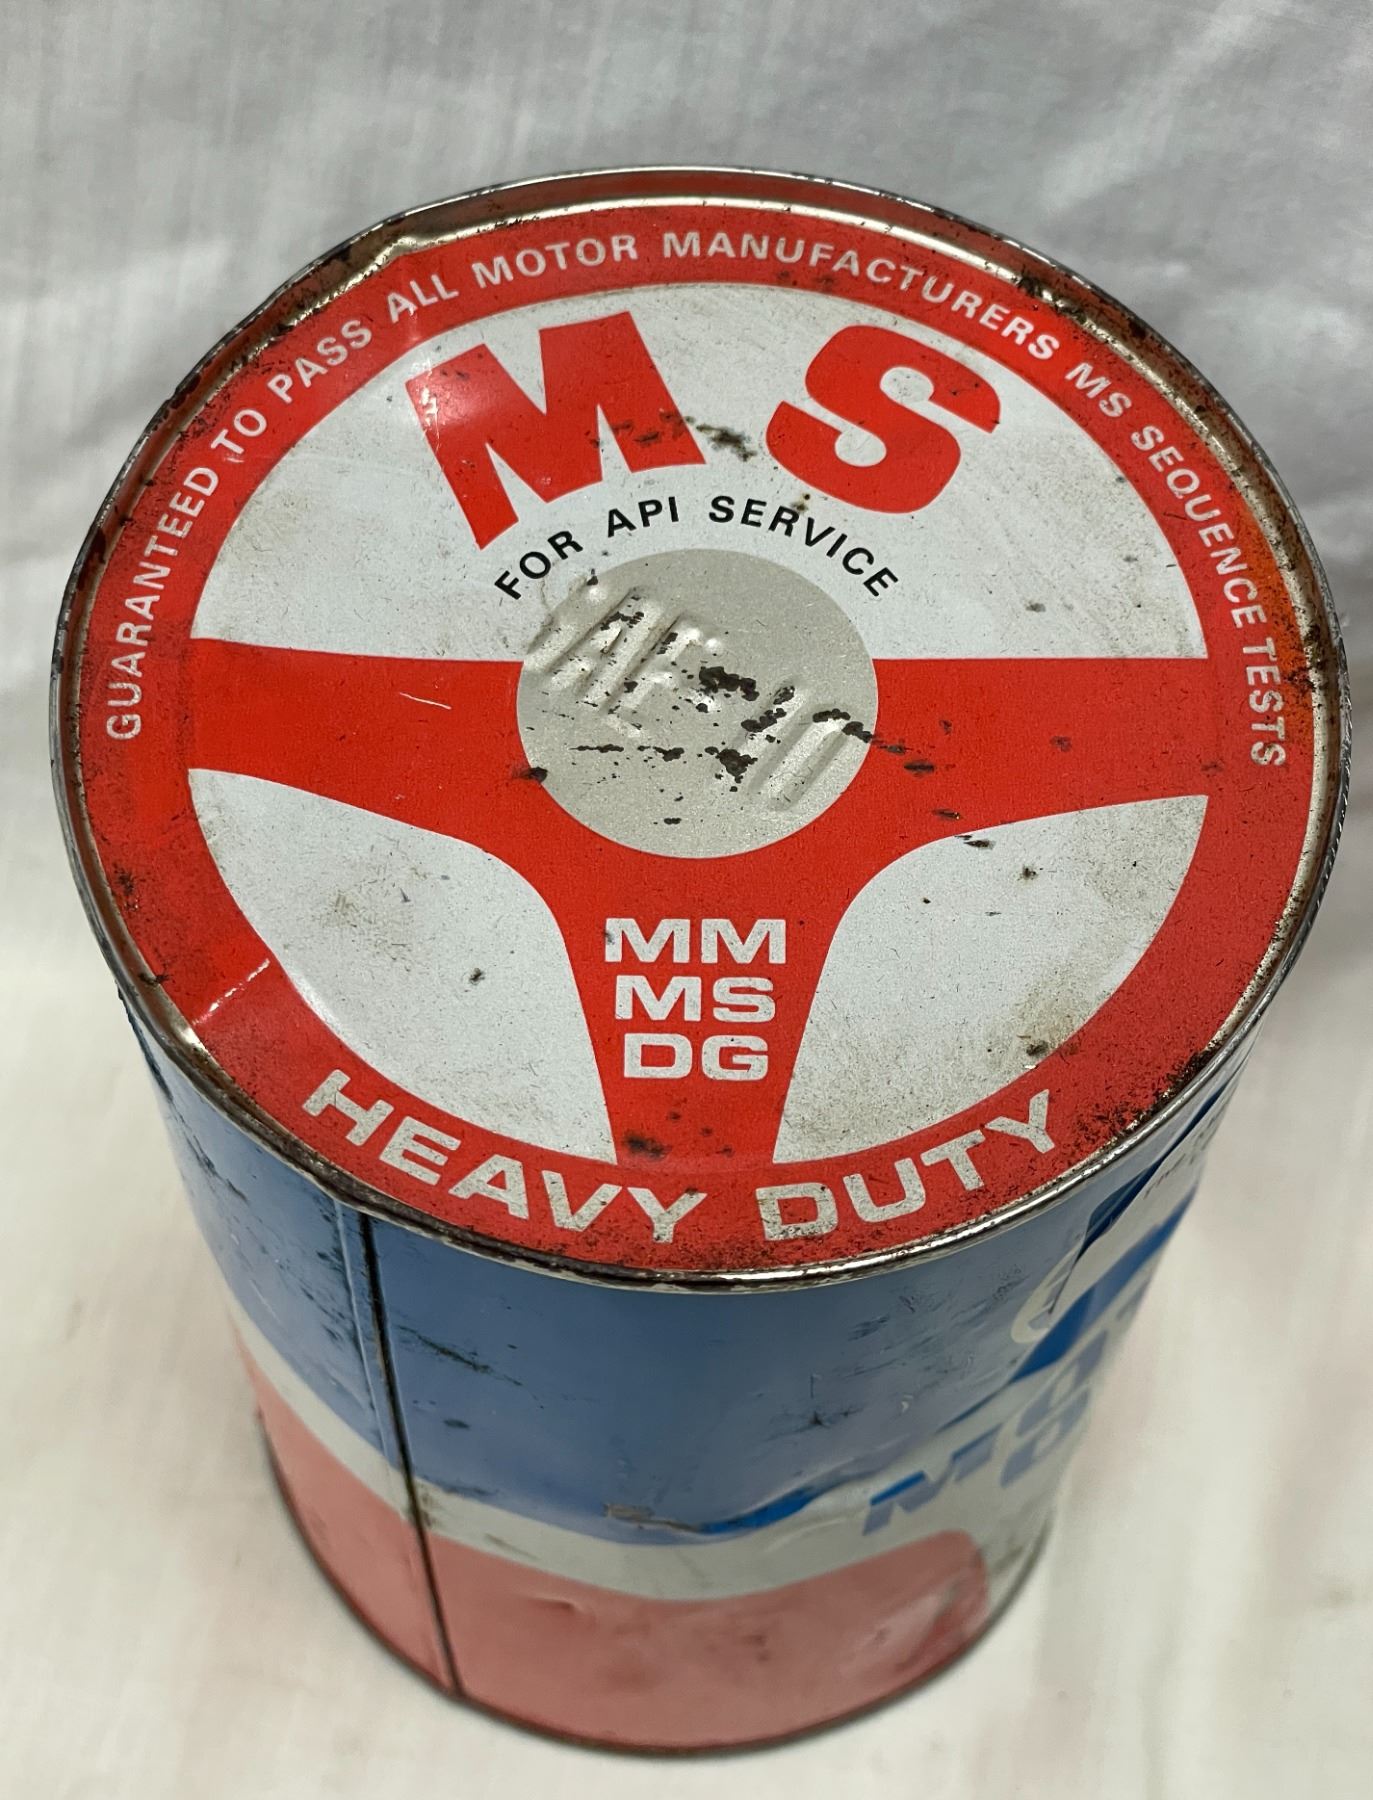 GUARANTEED TO PASS ALL MOTOR MANUFACTURERS MS SEQUENCE TESTS
MS
FOR API SERVICE
MM
MS
DG
HEAVY DUTY